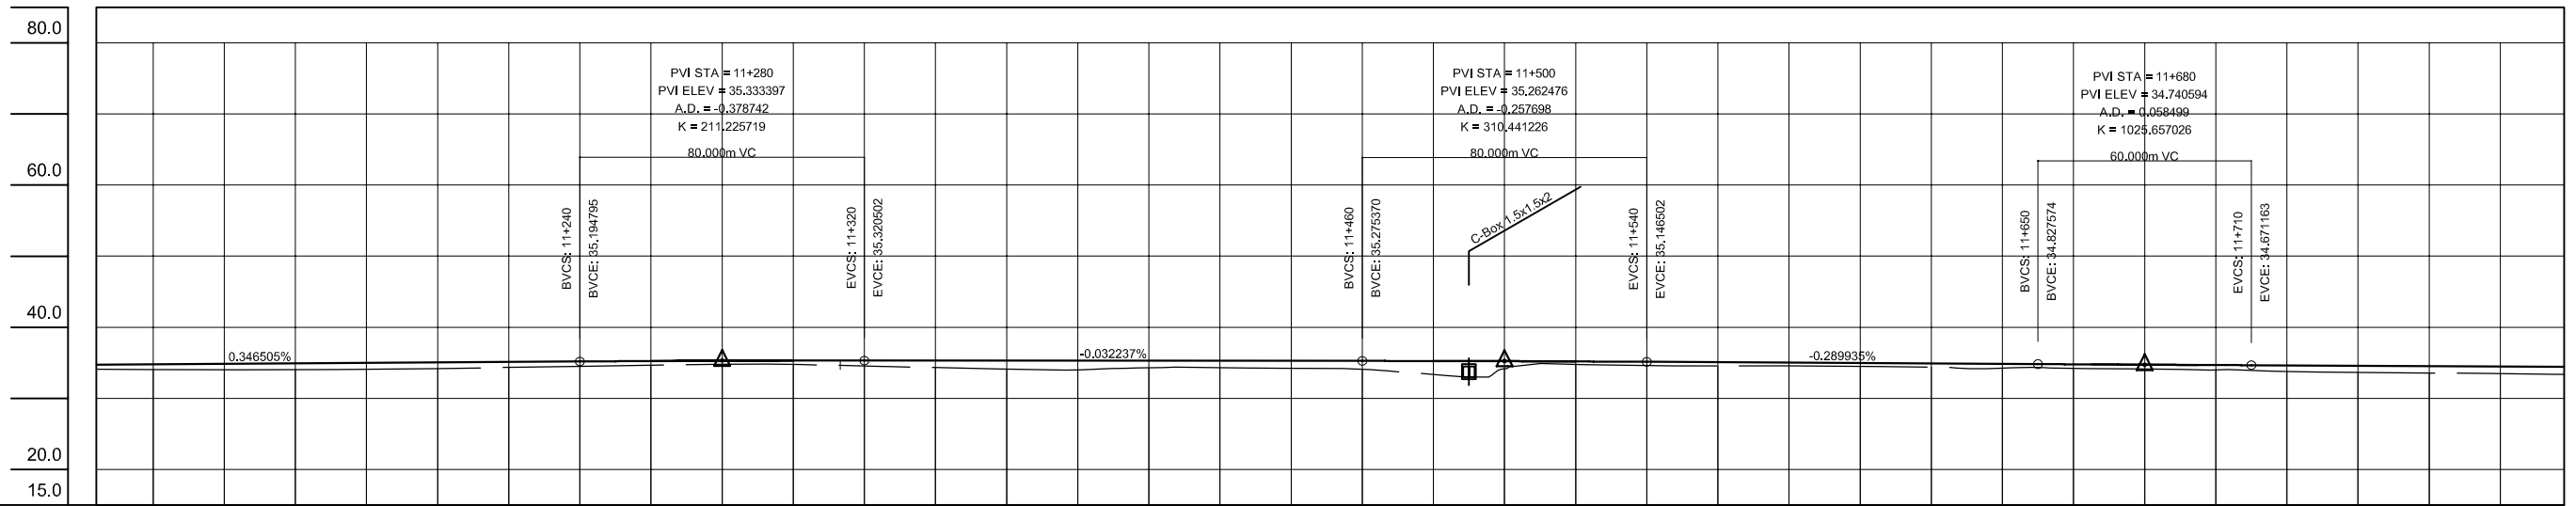 80.0
60.0
40.0
20.0
15.0
PVI STA = 11+280
PVI ELEV = 35.333397
A.D. = -0.378742
K = 211.225719
80.000m VC
BVCS: 11+240
BVCE: 35.194795
EVCS: 11+320
EVCE: 35.320502
PVI STA = 11+500
PVI ELEV = 35.262476
A.D. = -0.257698
K = 310.441226
80.000m VC
BVCS: 11+460
BVCE: 35.275370
C-Box 1.5x1.5x2
EVCS: 11+540
EVCE: 35.146502
PVI STA = 11+680
PVI ELEV = 34.740594
A.D. = 0.058499
K = 1025.657026
60.000m VC
BVCS: 11+650
BVCE: 34.827574
EVCS: 11+710
EVCE: 34.671163
0.346505%
-0.032237%
-0.289935%